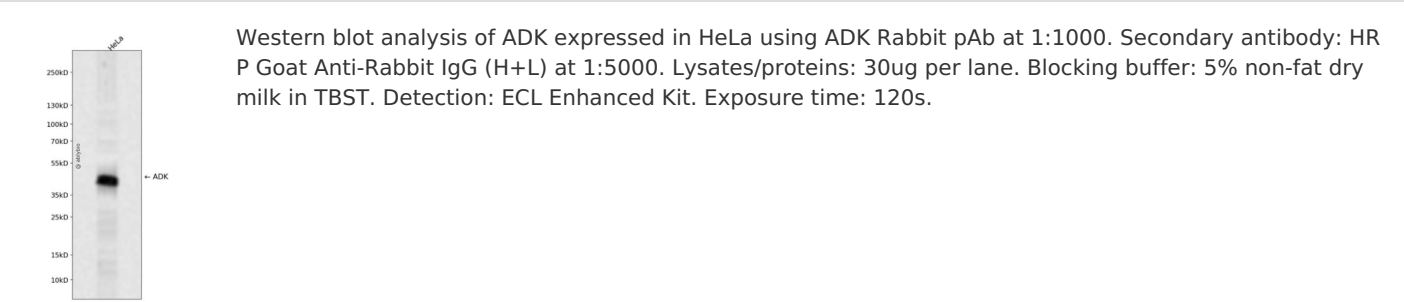 HeLa
250kD
130kD
100kD
70kD
55kD
35kD
25kD
15kD
10kD
@ abybio
← ADK
Western blot analysis of ADK expressed in HeLa using ADK Rabbit pAb at 1:1000. Secondary antibody: HR
P Goat Anti-Rabbit IgG (H+L) at 1:5000. Lysates/proteins: 30ug per lane. Blocking buffer: 5% non-fat dry
milk in TBST. Detection: ECL Enhanced Kit. Exposure time: 120s.